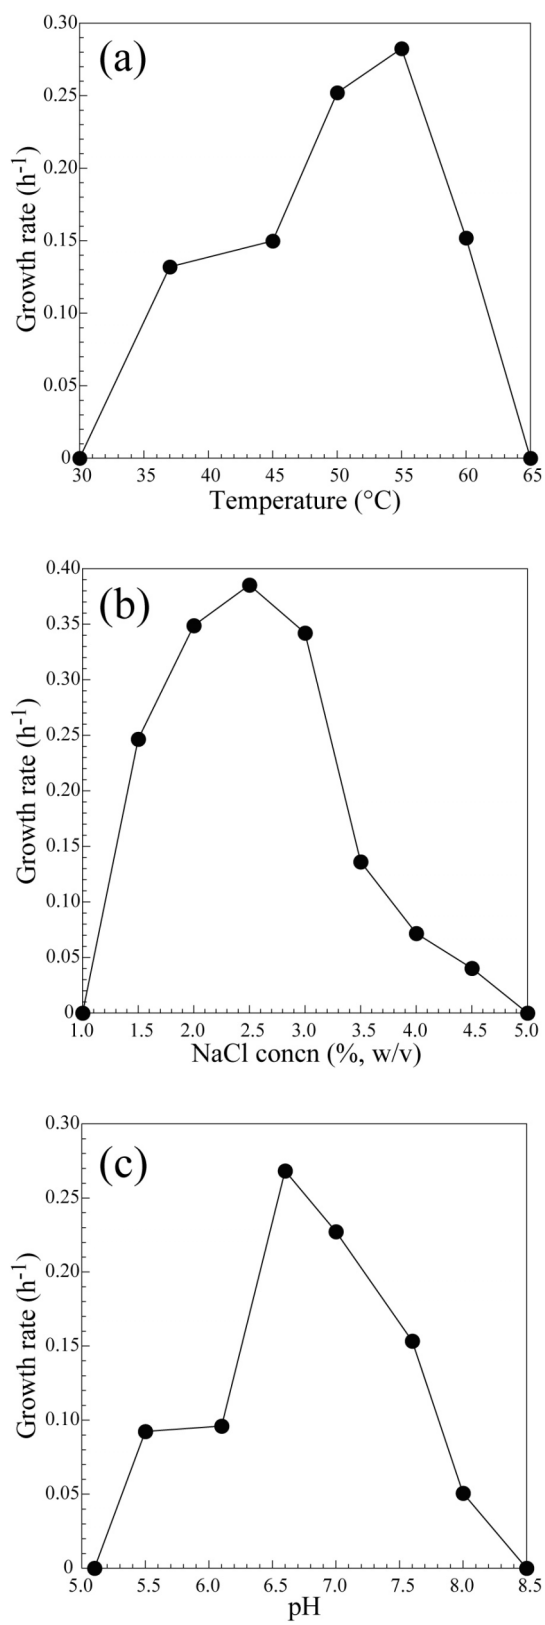 (a)
0.30
0.25
0.20
0.15
0.10
0.05
0
Growth rate (h-1)
30 35 40 45 50 55 60 65
Temperature (°C)
(b)
0.40
0.35
0.30
0.25
0.20
0.15
0.10
0.05
0
Growth rate (h-1)
1.0 1.5 2.0 2.5 3.0 3.5 4.0 4.5 5.0
NaCl concn (%, w/v)
(c)
0.30
0.25
0.20
0.15
0.10
0.05
0
Growth rate (h-1)
5.0 5.5 6.0 6.5 7.0 7.5 8.0 8.5
pH